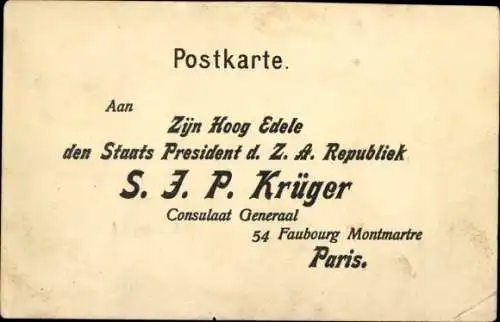 Postkarte.
Aan
Zijn Hoog Edele
den Staats President d. Z. A. Republiek
S. J. P. Krüger
Consulaat Generaal
54 Faubourg Montmartre
Paris.